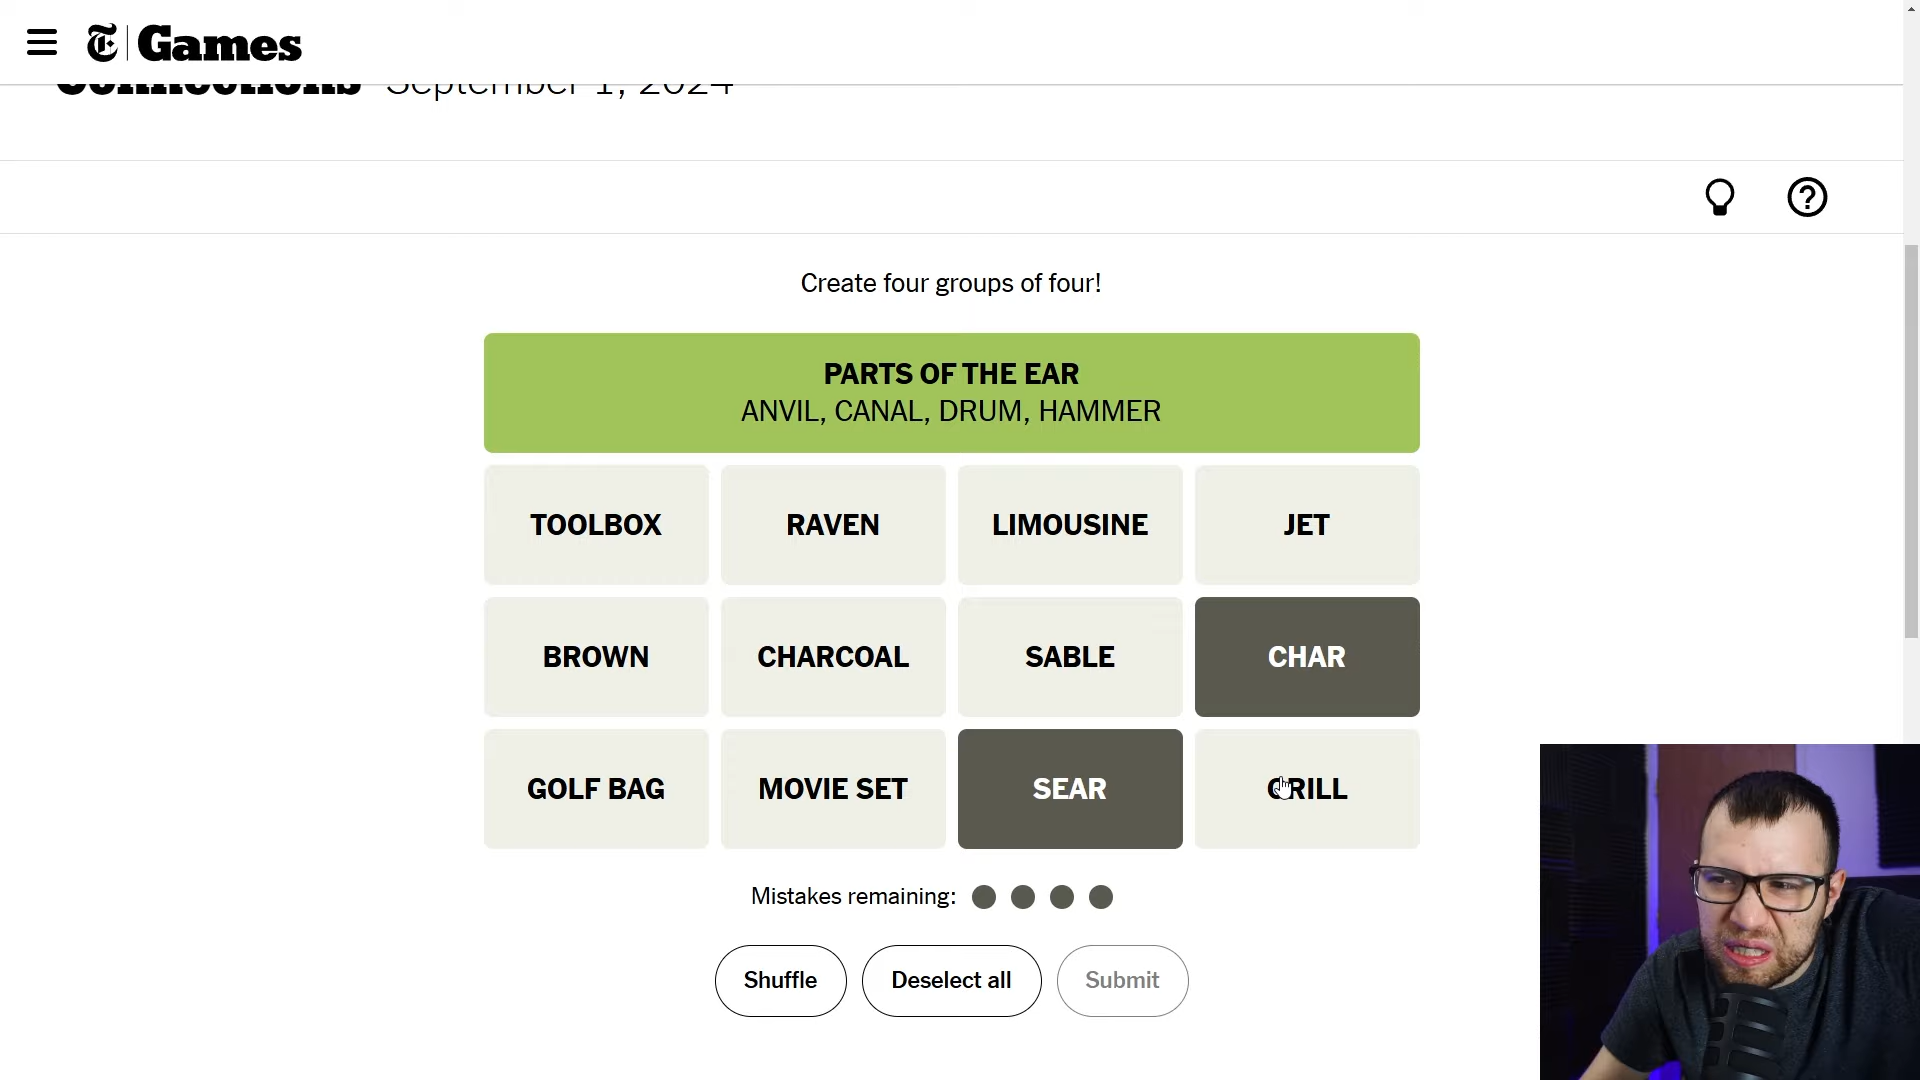 Games
Connections September 1, 2024
Create four groups of four!
PARTS OF THE EAR
ANVIL, CANAL, DRUM, HAMMER
TOOLBOX RAVEN LIMOUSINE JET
BROWN CHARCOAL SABLE CHAR
GOLF BAG MOVIE SET SEAR GRILL
Mistakes remaining:
Shuffle Deselect all Submit